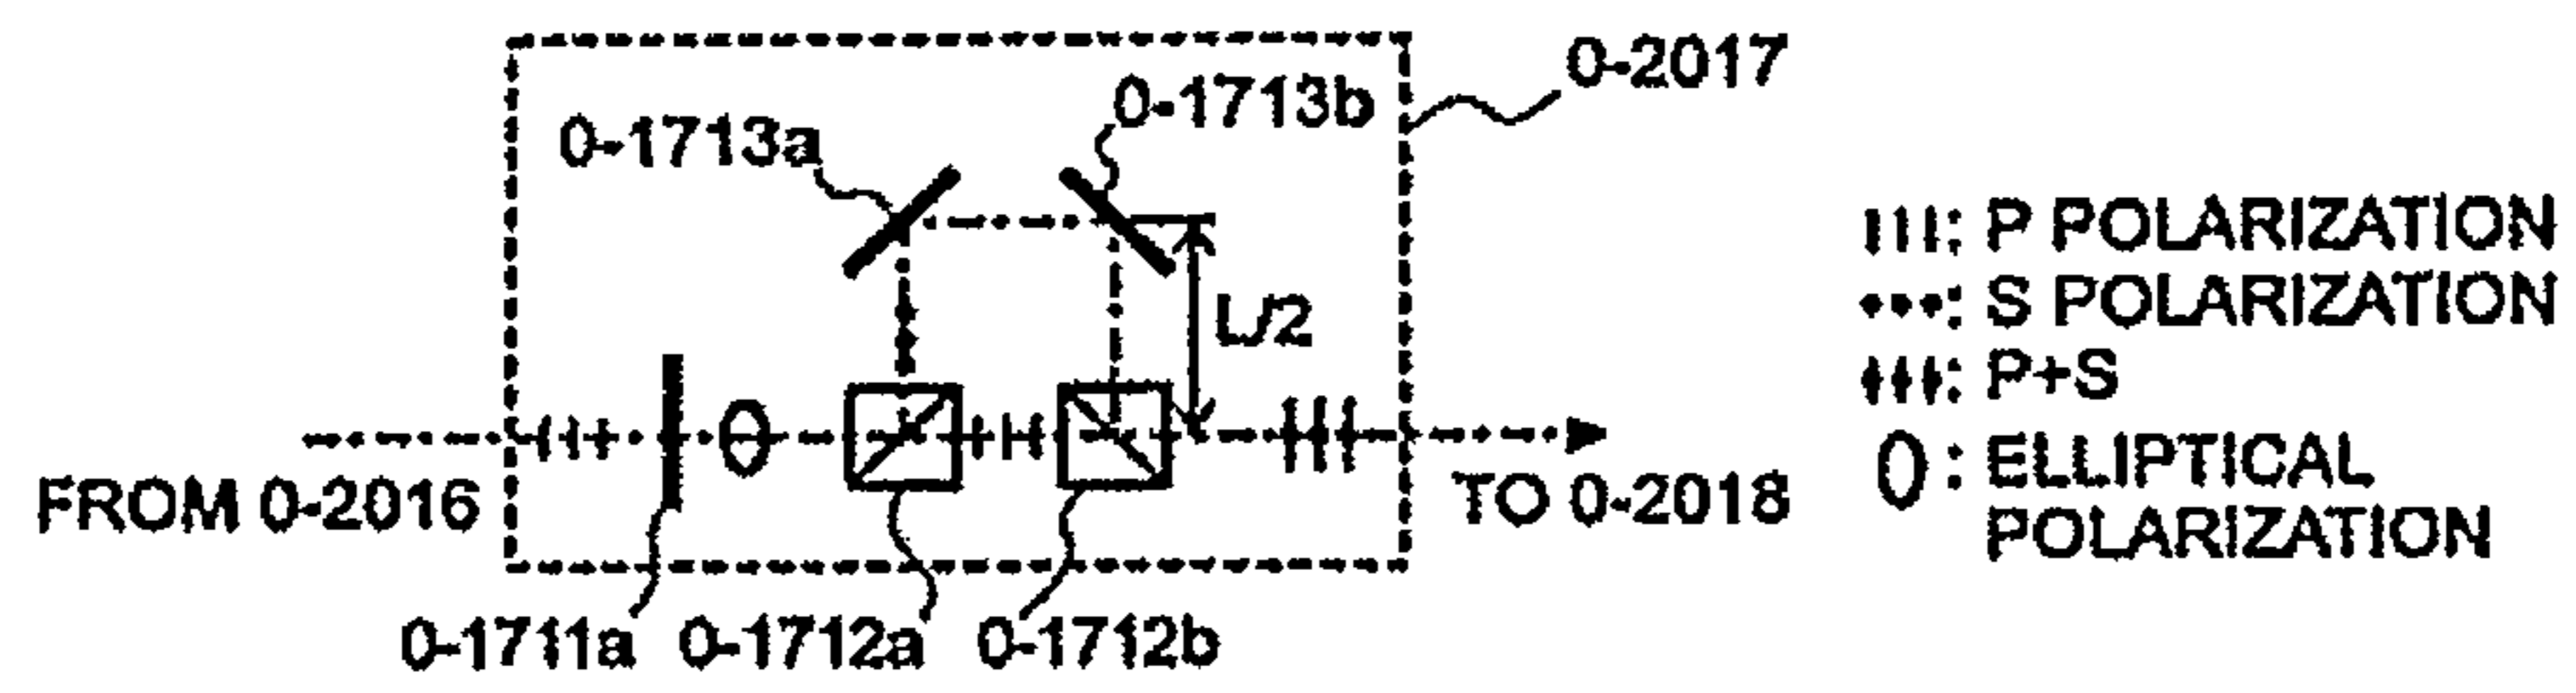 0-2017
0-1713b
0-1713a
L/2
FROM 0-2016
TO 0-2018
0-1711a 0-1712a 0-1712b
: P POLARIZATION
: S POLARIZATION
: P+S
: ELLIPTICAL
POLARIZATION